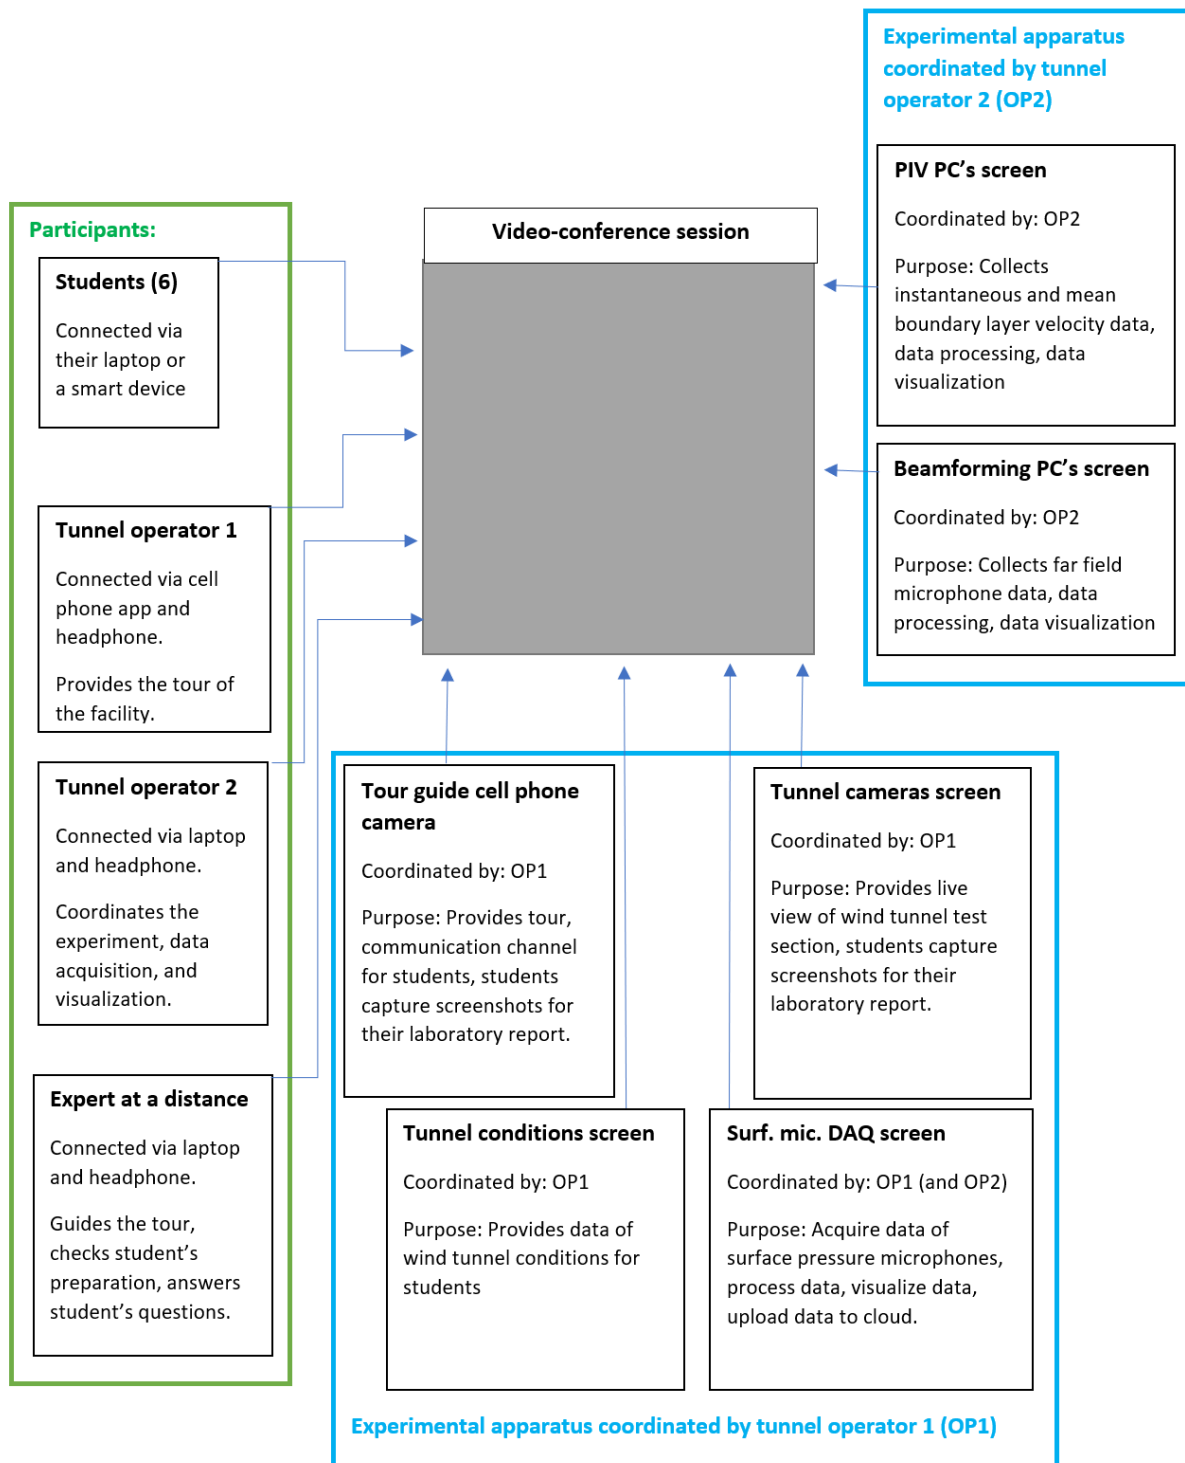 Participants:
Students (6)
Connected via
their laptop or
a smart device
Tunnel operator 1
Connected via cell
phone app and
headphone.
Provides the tour of
the facility.
Tunnel operator 2
Connected via laptop
and headphone.
Coordinates the
experiment, data
acquisition, and
visualization.
Expert at a distance
Connected via laptop
and headphone.
Guides the tour,
checks student's
preparation, answers
student's questions.
Video-conference session
Experimental apparatus
coordinated by tunnel
operator 2 (OP2)
PIV PC's screen
Coordinated by: OP2
Purpose: Collects
instantaneous and mean
boundary layer velocity data,
data processing, data
visualization
Beamforming PC's screen
Coordinated by: OP2
Purpose: Collects far field
microphone data, data
processing, data visualization
Tour guide cell phone
camera
Coordinated by: OP1
Purpose: Provides tour,
communication channel
for students, students
capture screenshots for
their laboratory report.
Tunnel cameras screen
Coordinated by: OP1
Purpose: Provides live
view of wind tunnel test
section, students capture
screenshots for their
laboratory report.
Tunnel conditions screen
Coordinated by: OP1
Purpose: Provides data of
wind tunnel conditions for
students
Surf. mic. DAQ screen
Coordinated by: OP1 (and OP2)
Purpose: Acquire data of
surface pressure microphones,
process data, visualize data,
upload data to cloud.
Experimental apparatus coordinated by tunnel operator 1 (OP1)